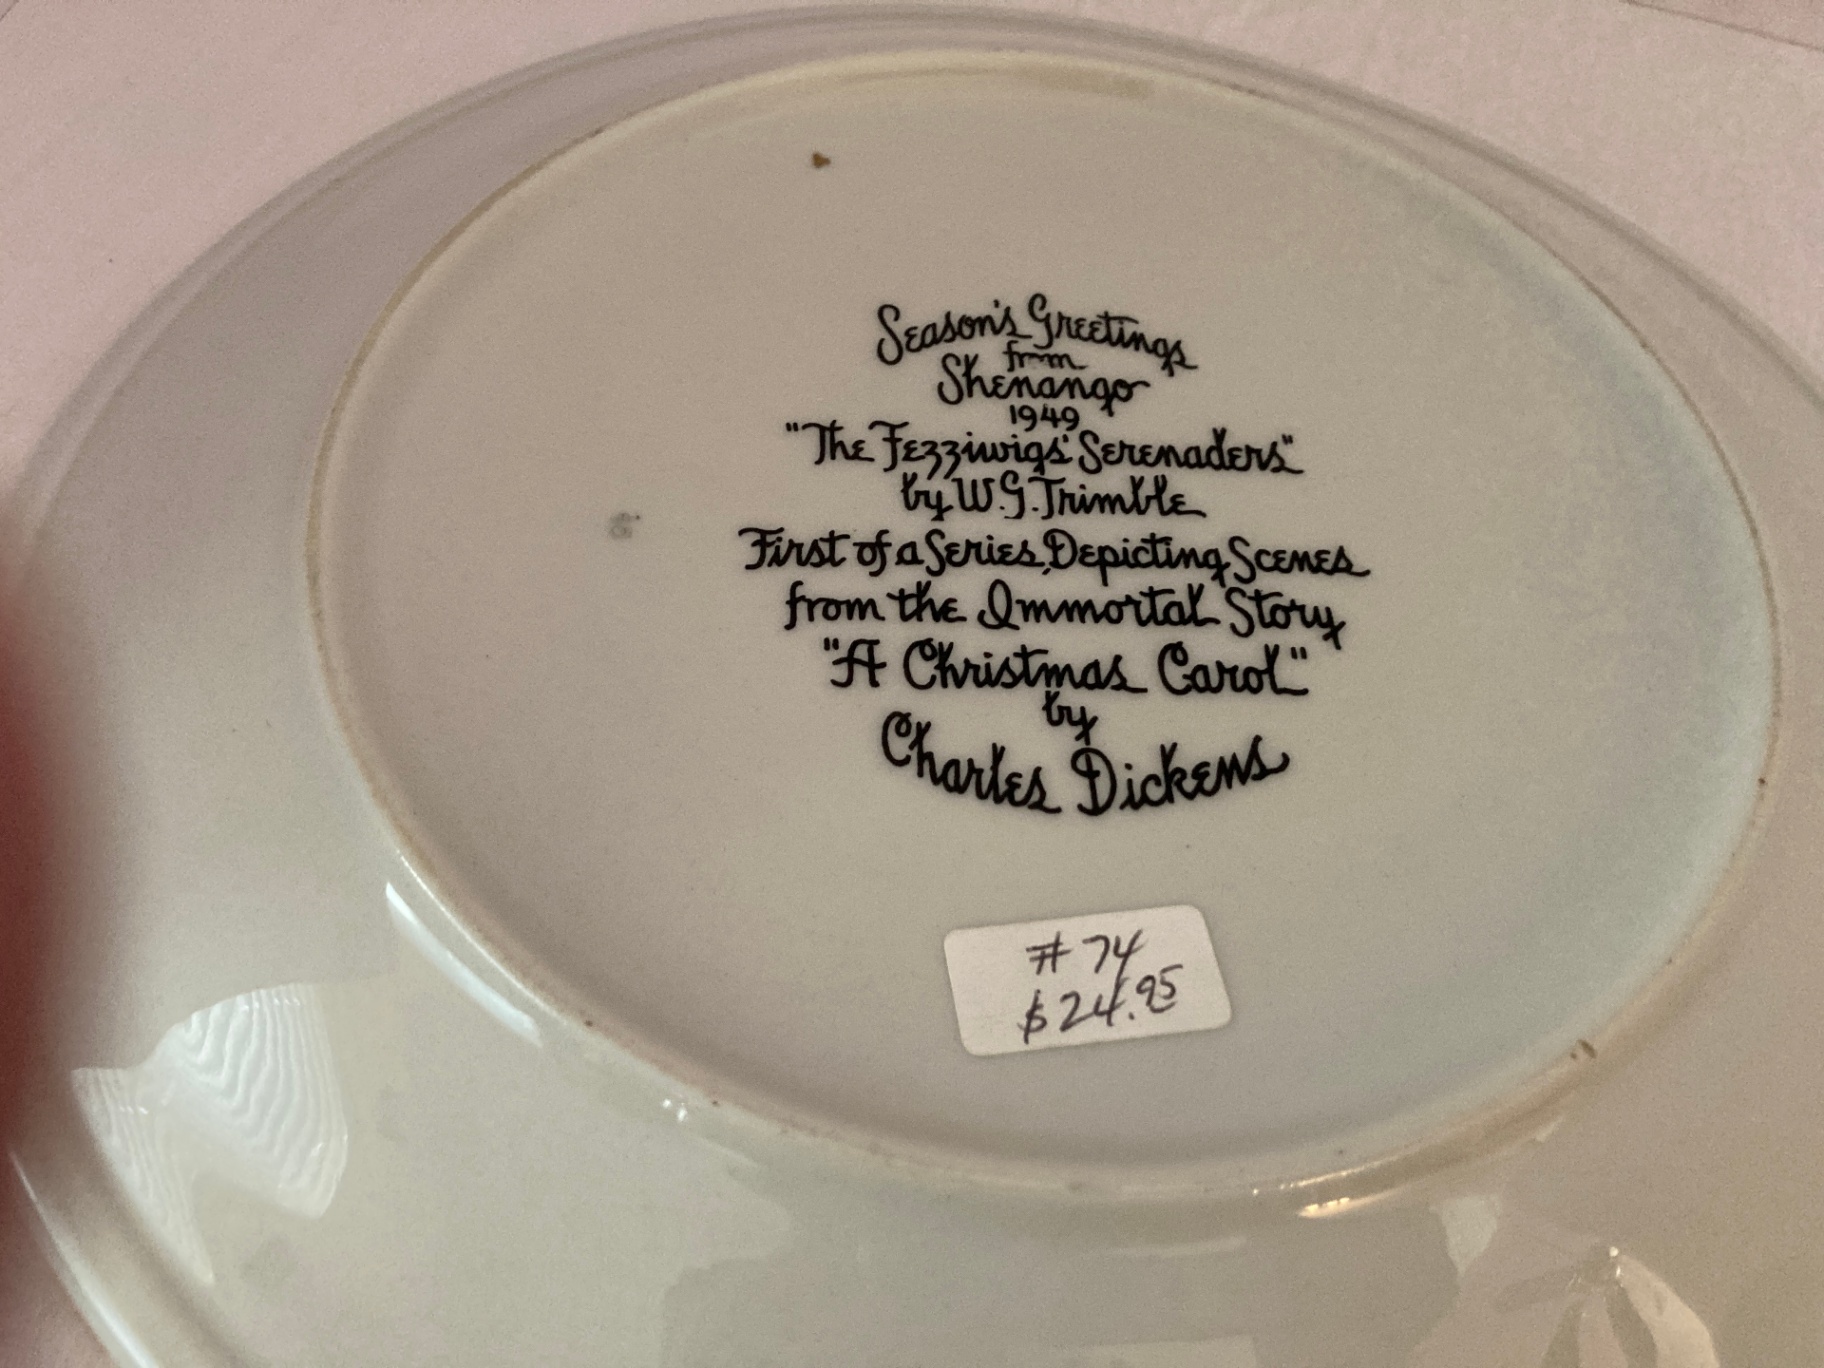 Season's Greetings
from
Shenango
1949
"The Fezziwigs' Serenaders"
by W.G. Trimble
First of a Series, Depicting Scenes
from the Immortal Story
"A Christmas Carol"
by
Charles Dickens
# 74
$24.95